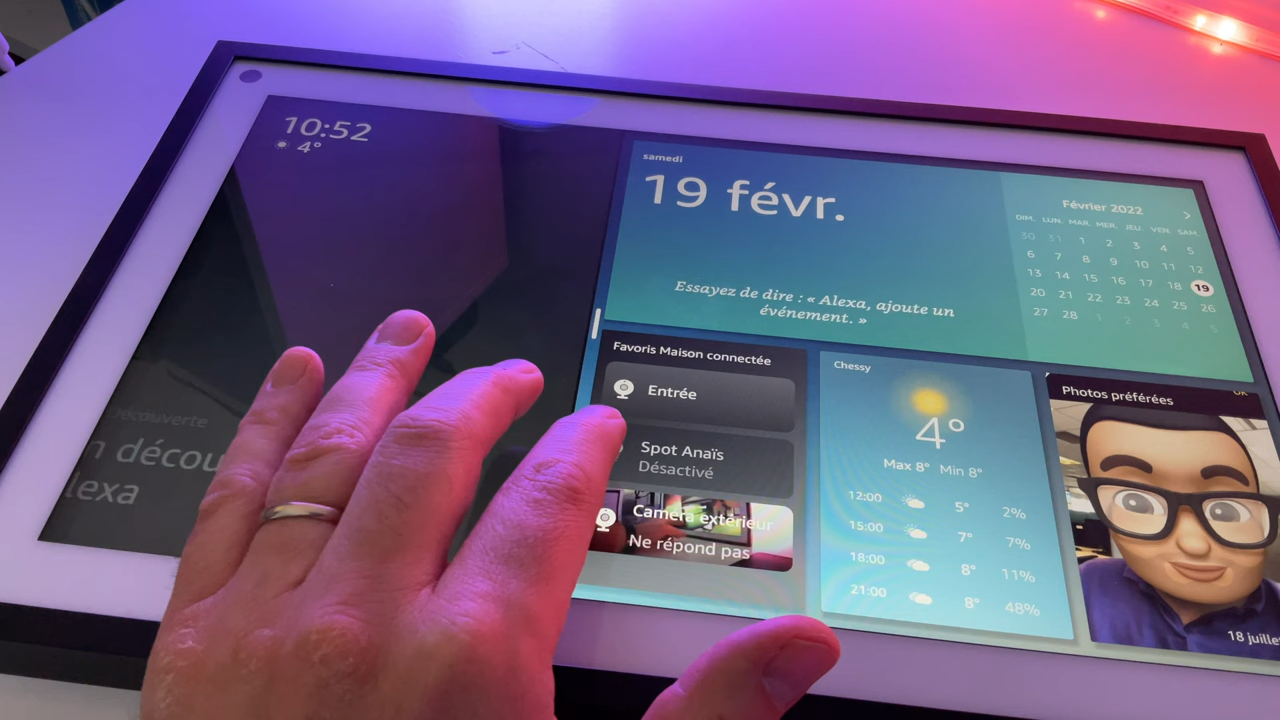 10:52
4°
Découverte
n décou
lexa
samedi
19 févr.
Essayez de dire : « Alexa, ajoute un
événement. »
Février 2022 >
DIM. LUN. MAR. MER. JEU. VEN. SAM.
30 31 1 2 3 4 5
6 7 8 9 10 11 12
13 14 15 16 17 18 19
20 21 22 23 24 25 26
27 28 1 2 3 4 5
Favoris Maison connectée
Entrée
Spot Anaïs
Désactivé
Caméra extérieur
Ne répond pas
Chessy
4°
Max 8° Min 8°
12:00 5° 2%
15:00 7° 7%
18:00 8° 11%
21:00 8° 48%
Photos préférées
18 juille